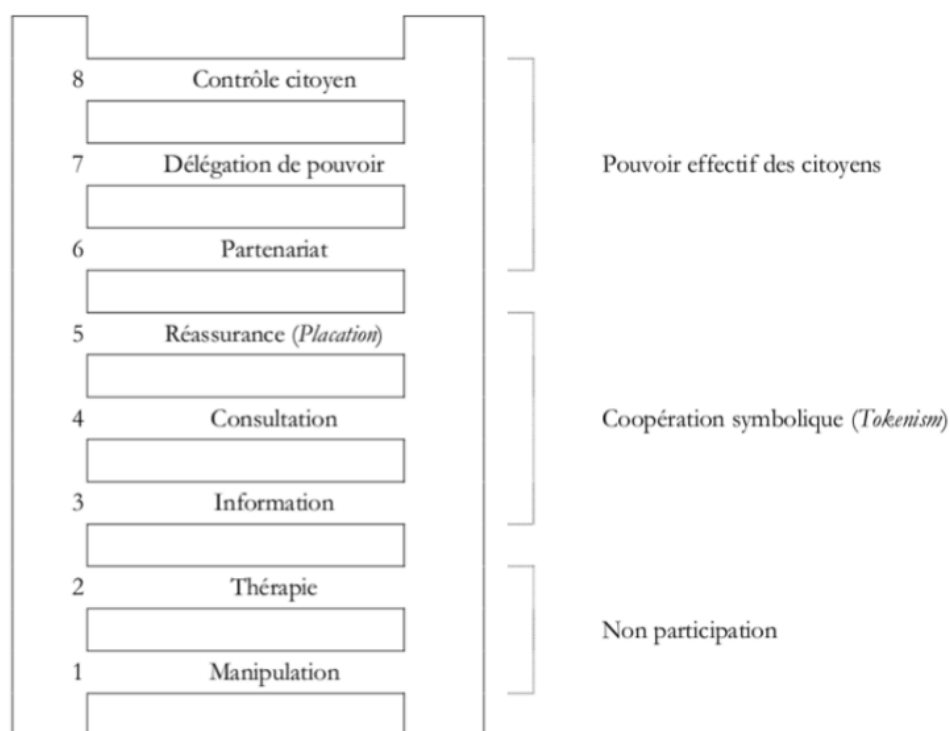 8 Contrôle citoyen
7 Délégation de pouvoir
Pouvoir effectif des citoyens
6 Partenariat
5 Réassurance (Placation)
4 Consultation
Coopération symbolique (Tokenism)
3 Information
2 Thérapie
Non participation
1 Manipulation